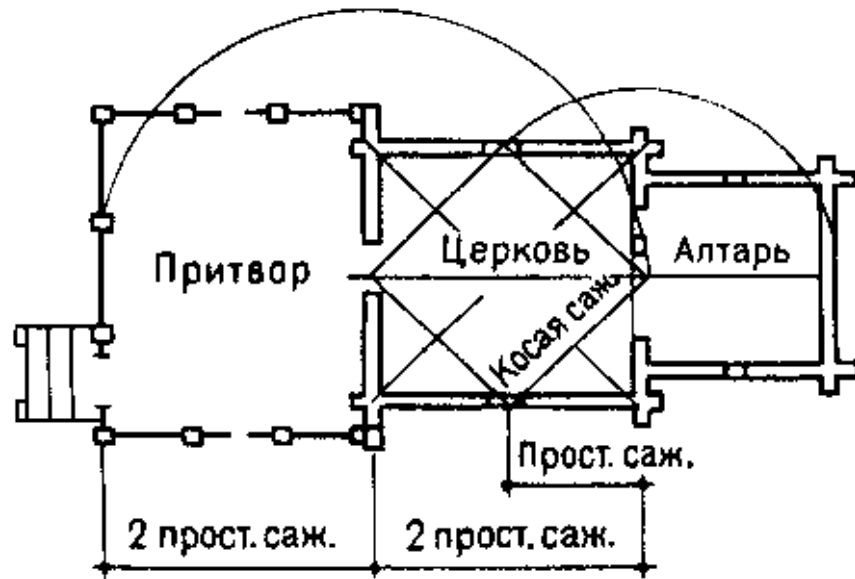 Притвор
Церковь
Алтарь
Косая саж.
Прост. саж.
2 прост. саж.
2 прост. саж.